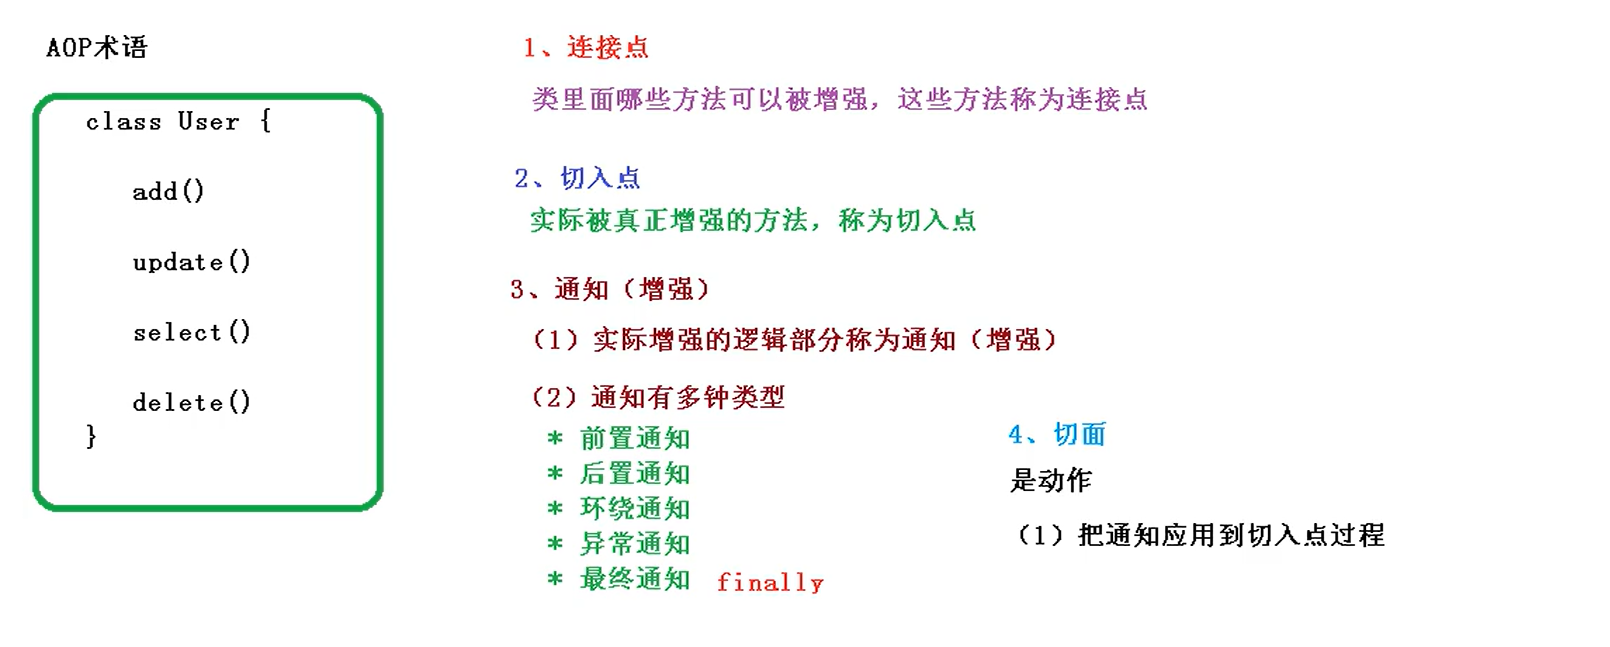 AOP术语
class User {
add()
update()
select()
delete()
}
1、连接点
类里面哪些方法可以被增强，这些方法称为连接点
2、切入点
实际被真正增强的方法，称为切入点
3、通知（增强）
（1）实际增强的逻辑部分称为通知（增强）
（2）通知有多钟类型
* 前置通知
* 后置通知
* 环绕通知
* 异常通知
* 最终通知 finally
4、切面
是动作
（1）把通知应用到切入点过程